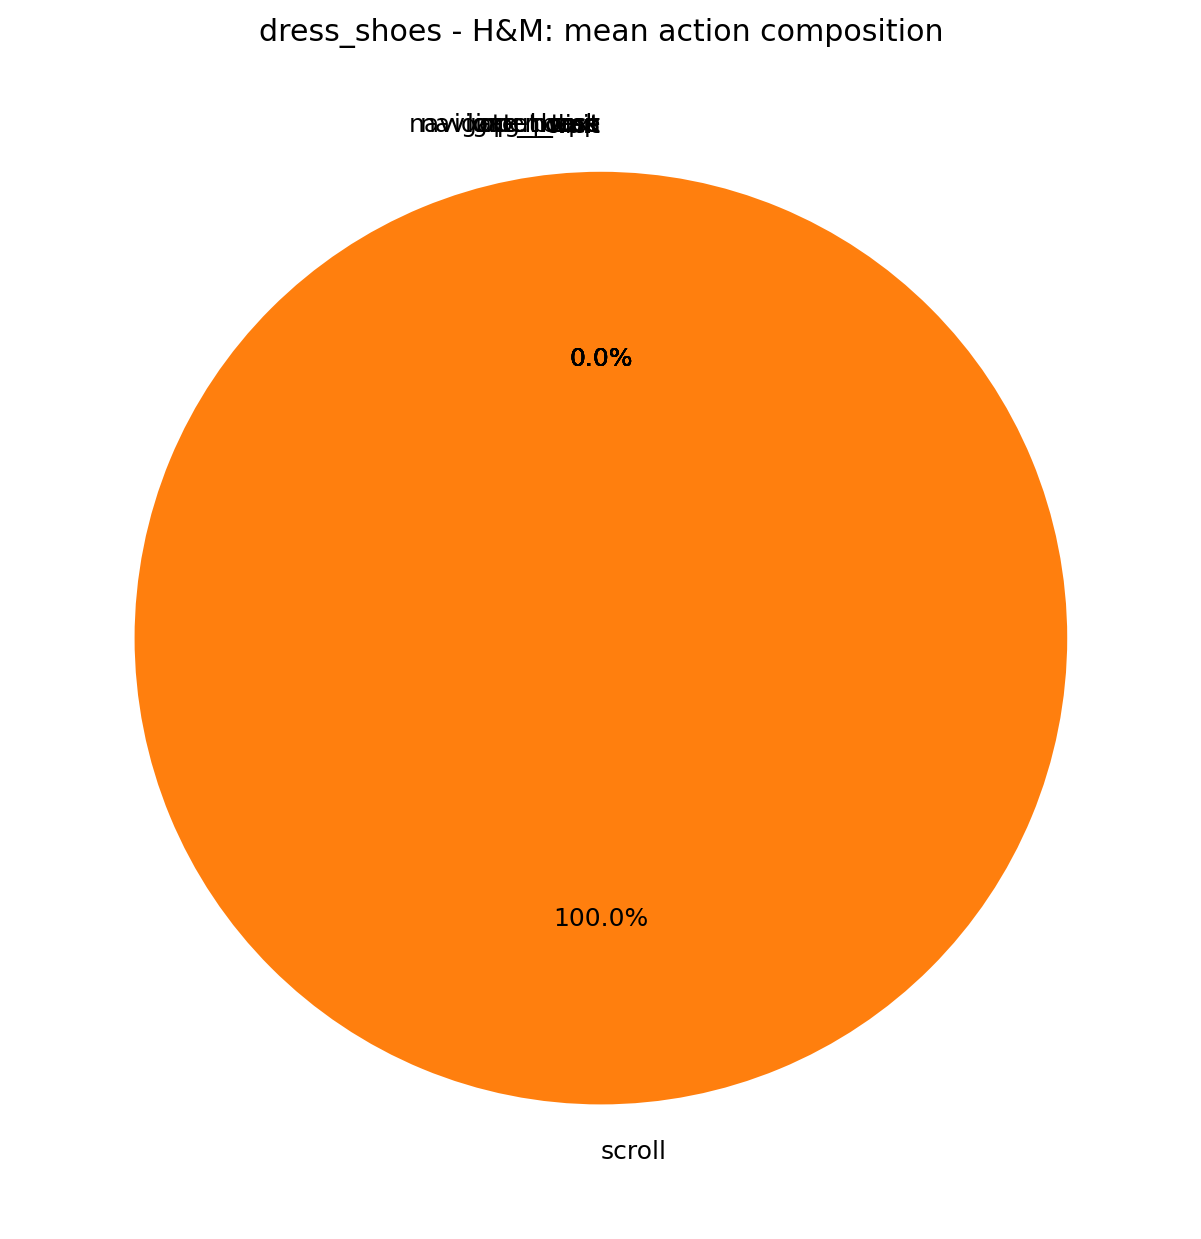 dress_shoes - H&M: mean action composition
0.0%
100.0%
scroll